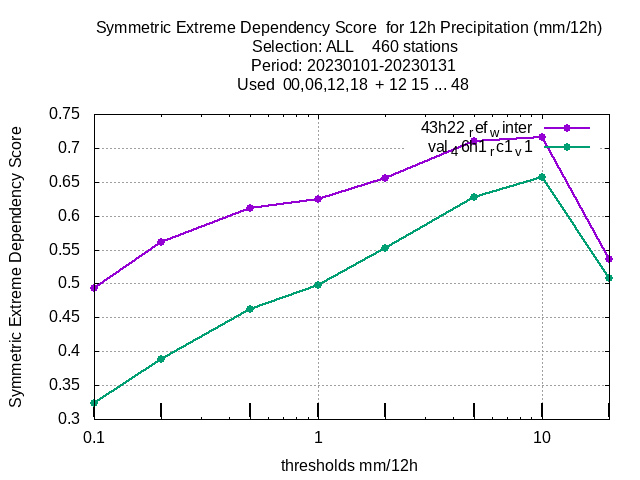 Symmetric Extreme Dependency Score  for 12h Precipitation (mm/12h)
Selection: ALL    460 stations
Period: 20230101-20230131
Used  00,06,12,18  + 12 15 ... 48
43h22 ref winter
val 46h1 rc1 v1
0.75
0.7
0.65
0.6
0.55
0.5
0.45
0.4
0.35
0.3
Symmetric Extreme Dependency Score
0.1 1 10
thresholds mm/12h